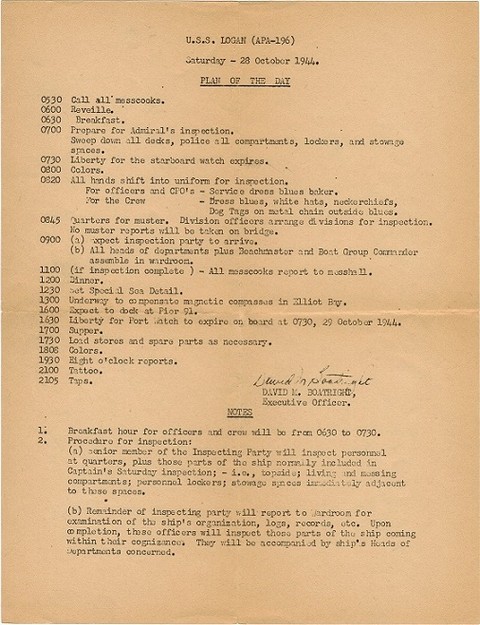 U.S.S. LOGAN (APA-196)
Saturday - 28 October 1944.
PLAN OF THE DAY
0530 Call all messcooks.
0600 Reveille.
0630 Breakfast.
0700 Prepare for Admiral's inspection.
Sweep down all decks, police all compartments, lockers, and stowage
spaces.
0730 Liberty for the starboard watch expires.
0800 Colors.
0820 All hands shift into uniform for inspection.
For officers and CPO's - Service dress blues baker.
For the Crew - Dress blues, white hats, neckerchiefs,
Dog Tags on metal chain outside blues.
0845 Quarters for muster. Division officers arrange divisions for inspection.
No muster reports will be taken on bridge.
0900 (a) Expect inspection party to arrive.
(b) All heads of departments plus Beachmaster and Boat Group Commander
assemble in wardroom.
1100 (if inspection complete ) - All messcooks report to messhall.
1200 Dinner.
1230 Set Special Sea Detail.
1300 Underway to compensate magnetic compasses in Elliot Bay.
1600 Expect to dock at Pier 91.
1630 Liberty for Port Watch to expire on board at 0730, 29 October 1944.
1700 Supper.
1730 Load stores and spare parts as necessary.
1808 Colors.
1930 Eight o'clock reports.
2100 Tattoo.
2105 Taps.
David M Boatright
DAVID M. BOATRIGHT,
Executive Officer.
NOTES
1. Breakfast hour for officers and crew will be from 0630 to 0730.
2. Procedure for inspection:
(a) senior member of the Inspecting Party will inspect personnel
at quarters, plus those parts of the ship normally included in
Captain's Saturday inspection; - i.e., topside; living and messing
compartments; personnel lockers; stowage spaces immediately adjacent
to those spaces.
(b) Remainder of inspecting party will report to Wardroom for
examination of the ship's organization, logs, records, etc. Upon
completion, these officers will inspect those parts of the ship coming
within their cognizance. They will be accompanied by ship's Heads of
Departments concerned.